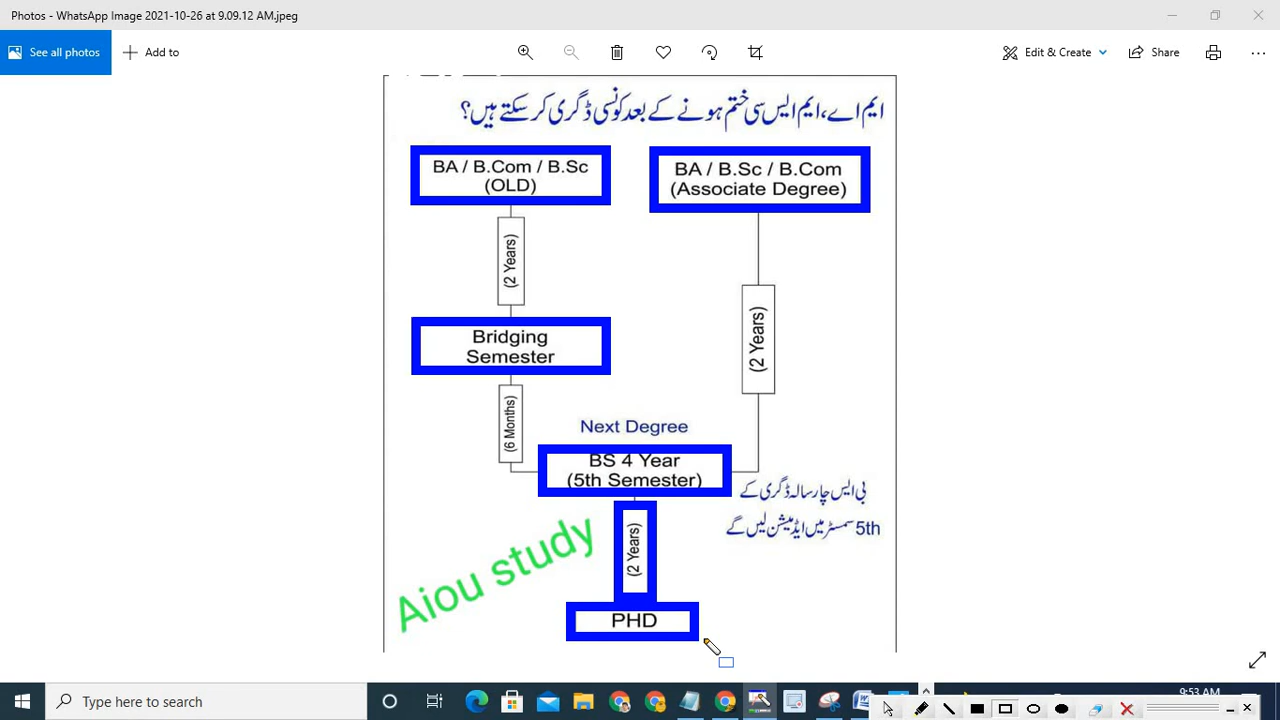 Photos - WhatsApp Image 2021-10-26 at 9.09.12 AM.jpeg
See all photos
Add to
Edit & Create
Share
ایم اے، ایم ایس سی ختم ہونے کے بعد کونسی ڈگری کر سکتے ہیں؟
BA / B.Com / B.Sc
(OLD)
BA / B.Sc / B.Com
(Associate Degree)
(2 Years)
(2 Years)
Bridging
Semester
(6 Months)
Next Degree
BS 4 Year
(5th Semester)
بی ایس چار سالہ ڈگری کے
5th سمسٹر میں ایڈمیشن لیں گے
(2 Years)
Aiou study
PHD
Type here to search
9:53 AM